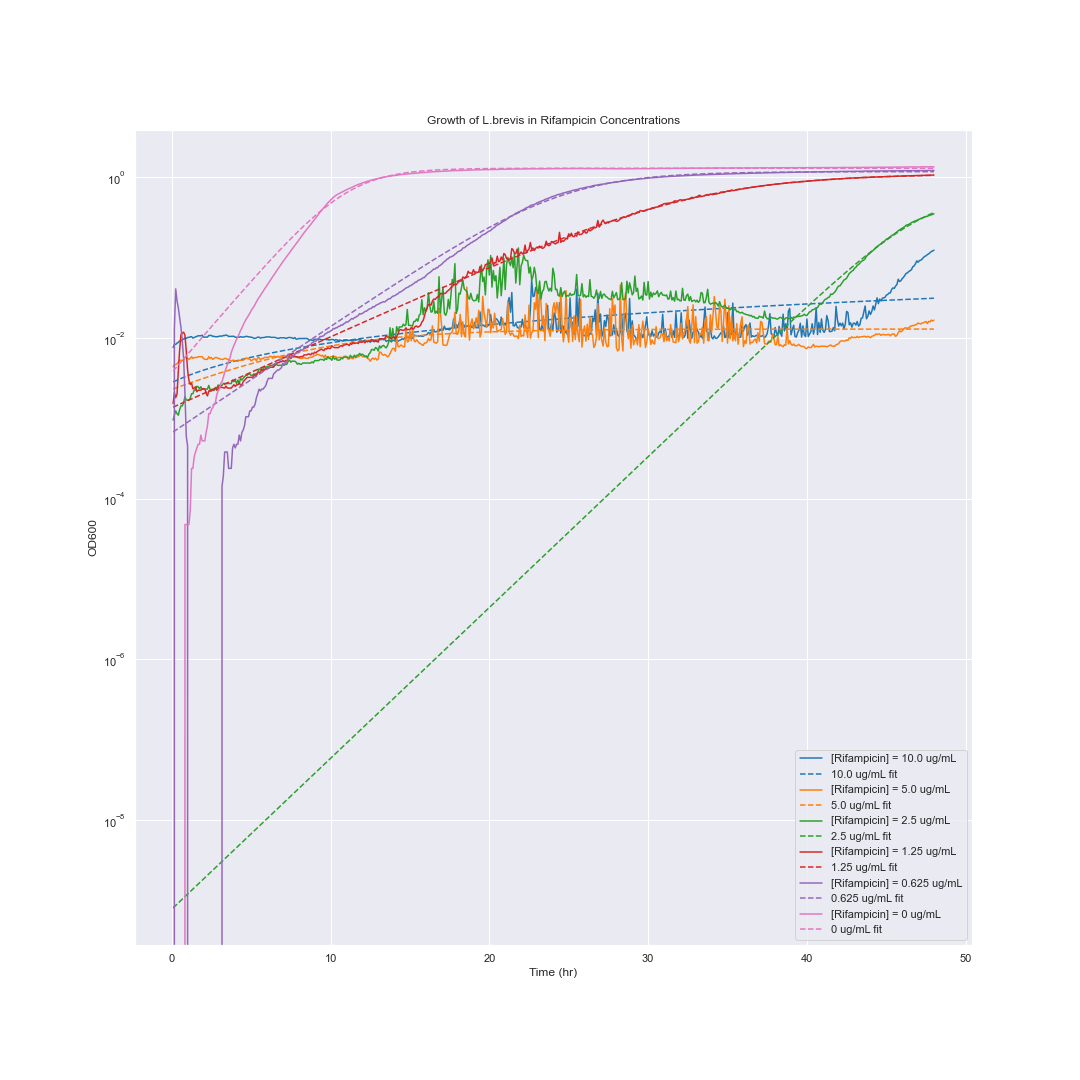 Growth of L.brevis in Rifampicin Concentrations
OD600
10⁰
10⁻²
10⁻⁴
10⁻⁶
10⁻⁸
0 10 20 30 40 50
Time (hr)
[Rifampicin] = 10.0 ug/mL
10.0 ug/mL fit
[Rifampicin] = 5.0 ug/mL
5.0 ug/mL fit
[Rifampicin] = 2.5 ug/mL
2.5 ug/mL fit
[Rifampicin] = 1.25 ug/mL
1.25 ug/mL fit
[Rifampicin] = 0.625 ug/mL
0.625 ug/mL fit
[Rifampicin] = 0 ug/mL
0 ug/mL fit